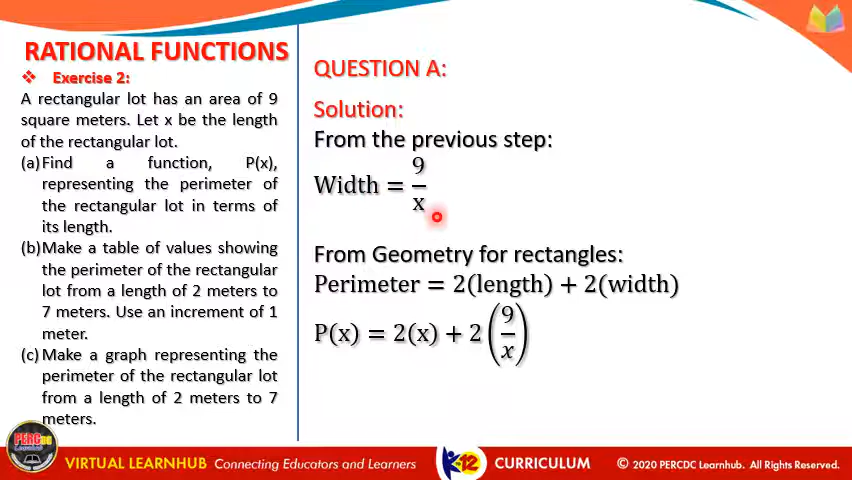 RATIONAL FUNCTIONS
❖ Exercise 2:
A rectangular lot has an area of 9
square meters. Let x be the length
of the rectangular lot.
(a) Find a function, P(x),
representing the perimeter of
the rectangular lot in terms of
its length.
(b) Make a table of values showing
the perimeter of the rectangular
lot from a length of 2 meters to
7 meters. Use an increment of 1
meter.
(c) Make a graph representing the
perimeter of the rectangular lot
from a length of 2 meters to 7
meters.
QUESTION A:
Solution:
From the previous step:
Width = 9/x
From Geometry for rectangles:
Perimeter = 2(length) + 2(width)
P(x) = 2(x) + 2(9/x)
PERCDC
Learnhub
VIRTUAL LEARNHUB Connecting Educators and Learners
K-12 CURRICULUM
© 2020 PERCDC Learnhub. All Rights Reserved.